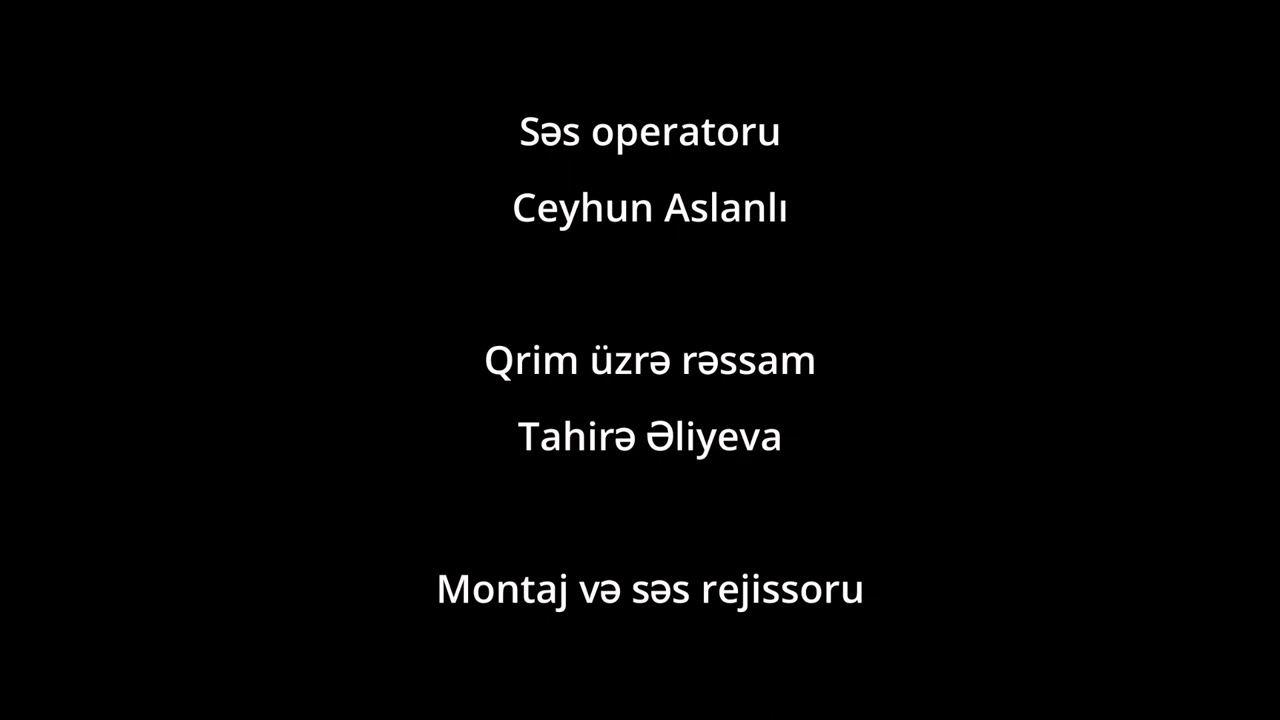 Səs operatoru
Ceyhun Aslanlı
Qrim üzrə rəssam
Tahirə Əliyeva
Montaj və səs rejissoru